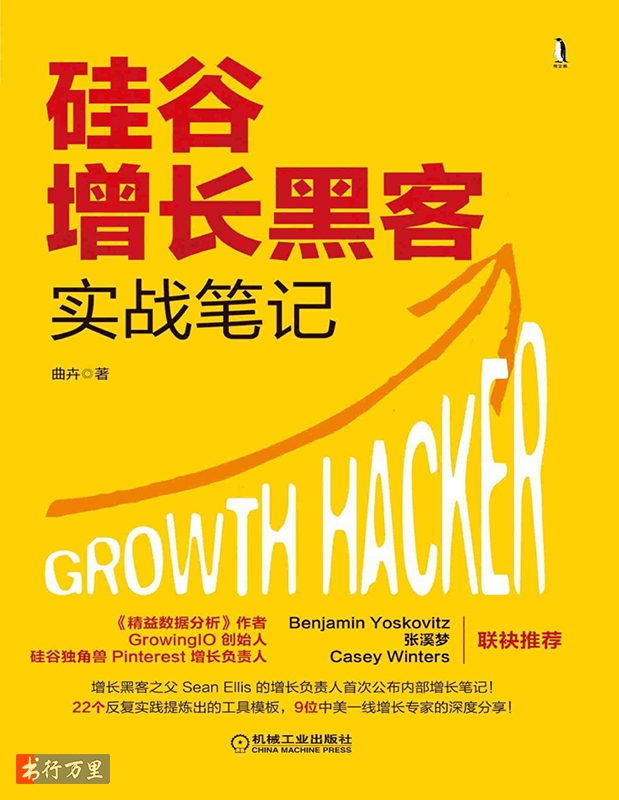 硅谷
增长黑客
实战笔记
曲卉◎著
GROWTH HACKER
《精益数据分析》作者 Benjamin Yoskovitz
GrowingIO 创始人 张溪梦
硅谷独角兽 Pinterest 增长负责人 Casey Winters
联袂推荐
增长黑客之父 Sean Ellis 的增长负责人首次公布内部增长笔记！
22个反复实践提炼出的工具模板，9位中美一线增长专家的深度分享！
机械工业出版社
CHINA MACHINE PRESS
书行万里